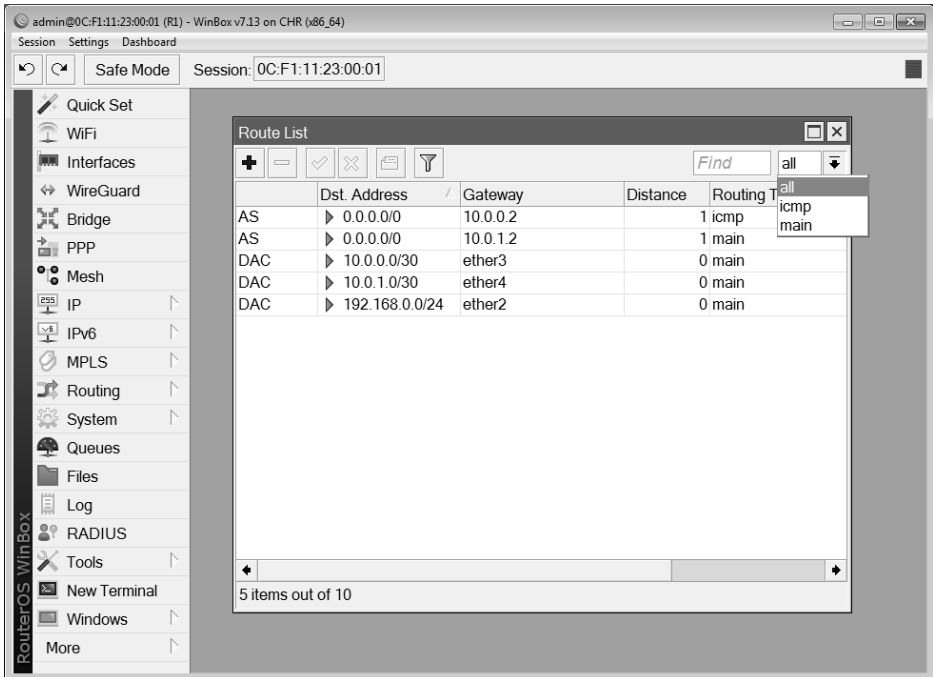 admin@0C:F1:11:23:00:01 (R1) - WinBox v7.13 on CHR (x86_64)
Session Settings Dashboard
Safe Mode Session: 0C:F1:11:23:00:01
Quick Set
WiFi
Interfaces
WireGuard
Bridge
PPP
Mesh
255 IP
v6 IPv6
MPLS
Routing
System
Queues
Files
Log
RADIUS
Tools
New Terminal
Windows
More
RouterOS WinBox
Route List
Find all
Dst. Address Gateway Distance Routing T
all
icmp
main
AS 0.0.0.0/0 10.0.0.2 1 icmp
AS 0.0.0.0/0 10.0.1.2 1 main
DAC 10.0.0.0/30 ether3 0 main
DAC 10.0.1.0/30 ether4 0 main
DAC 192.168.0.0/24 ether2 0 main
5 items out of 10